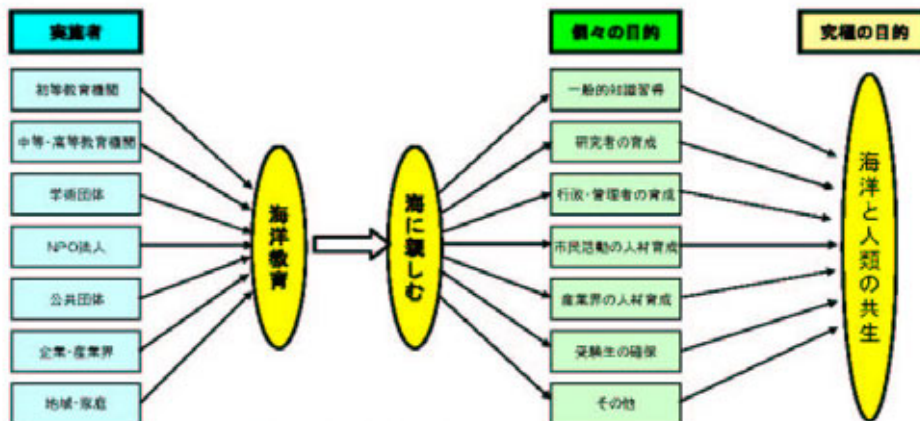 実施者
個々の目的
究極の目的
初等教育機関
中等・高等教育機関
学術団体
NPO法人
公共団体
企業・産業界
地域・家庭
海洋教育
海に親しむ
一般的知識習得
研究者の育成
行政・管理者の育成
市民活動の人材育成
産業界の人材育成
受験生の確保
その他
海洋と人類の共生